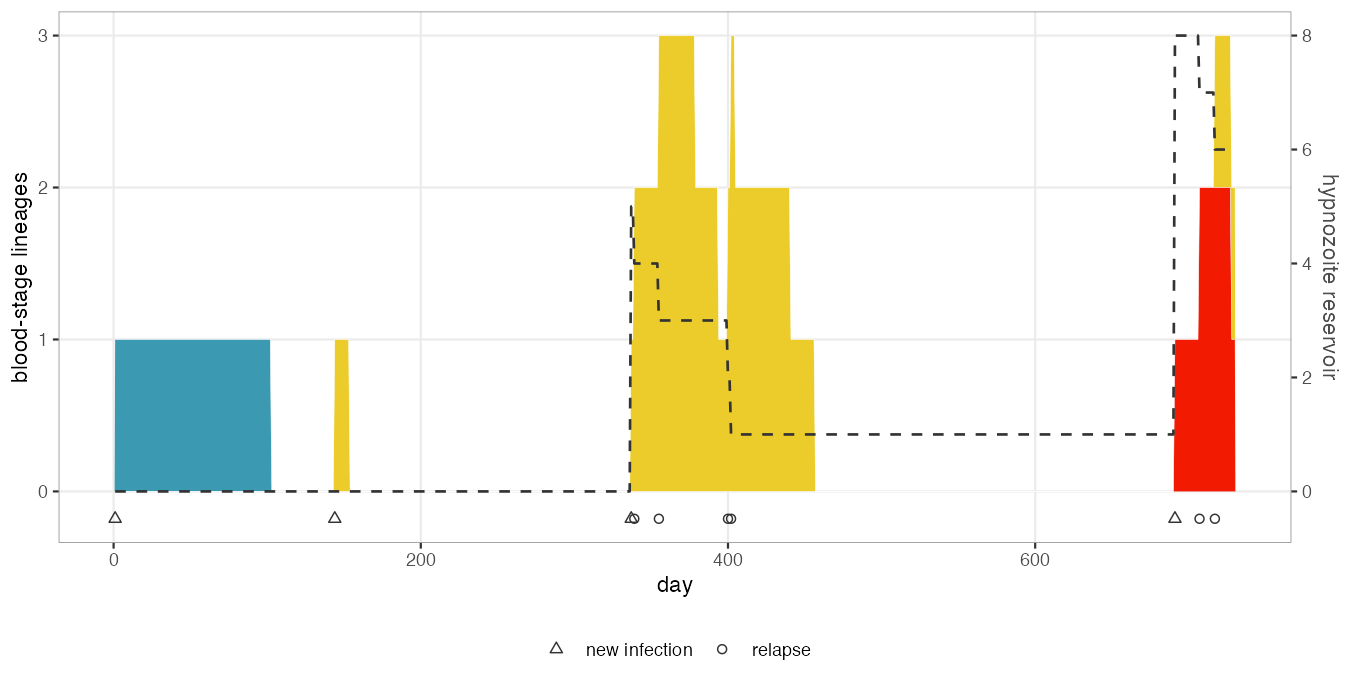 blood-stage lineages
3
2
1
0
8
6
4
2
0
hypnozoite reservoir
0
200
400
600
day
new infection
relapse